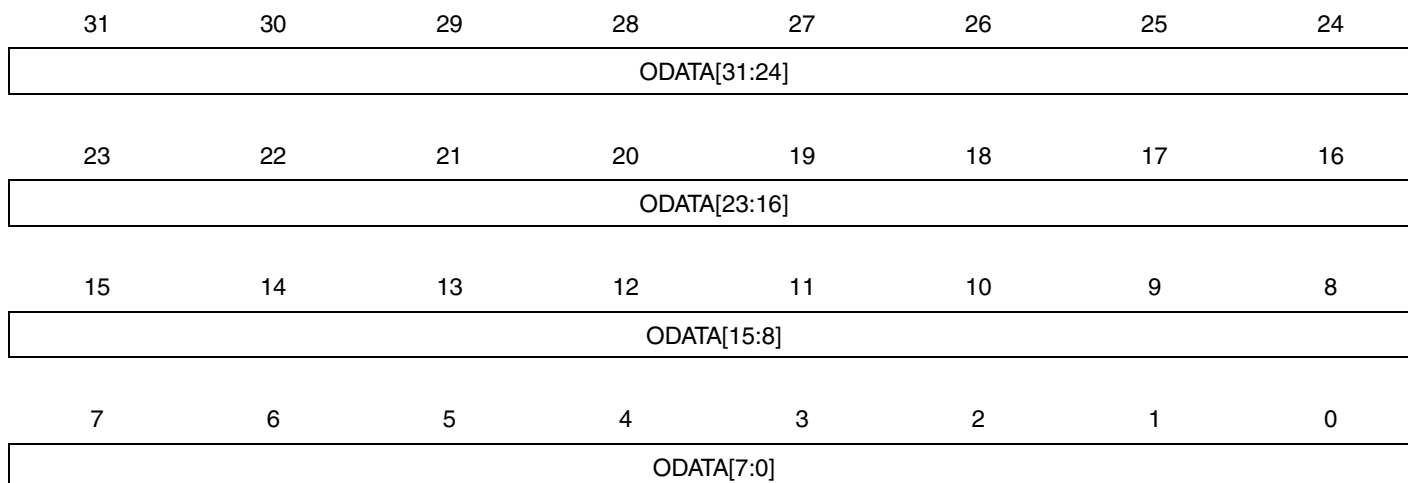 31 30 29 28 27 26 25 24
ODATA[31:24]
23 22 21 20 19 18 17 16
ODATA[23:16]
15 14 13 12 11 10 9 8
ODATA[15:8]
7 6 5 4 3 2 1 0
ODATA[7:0]